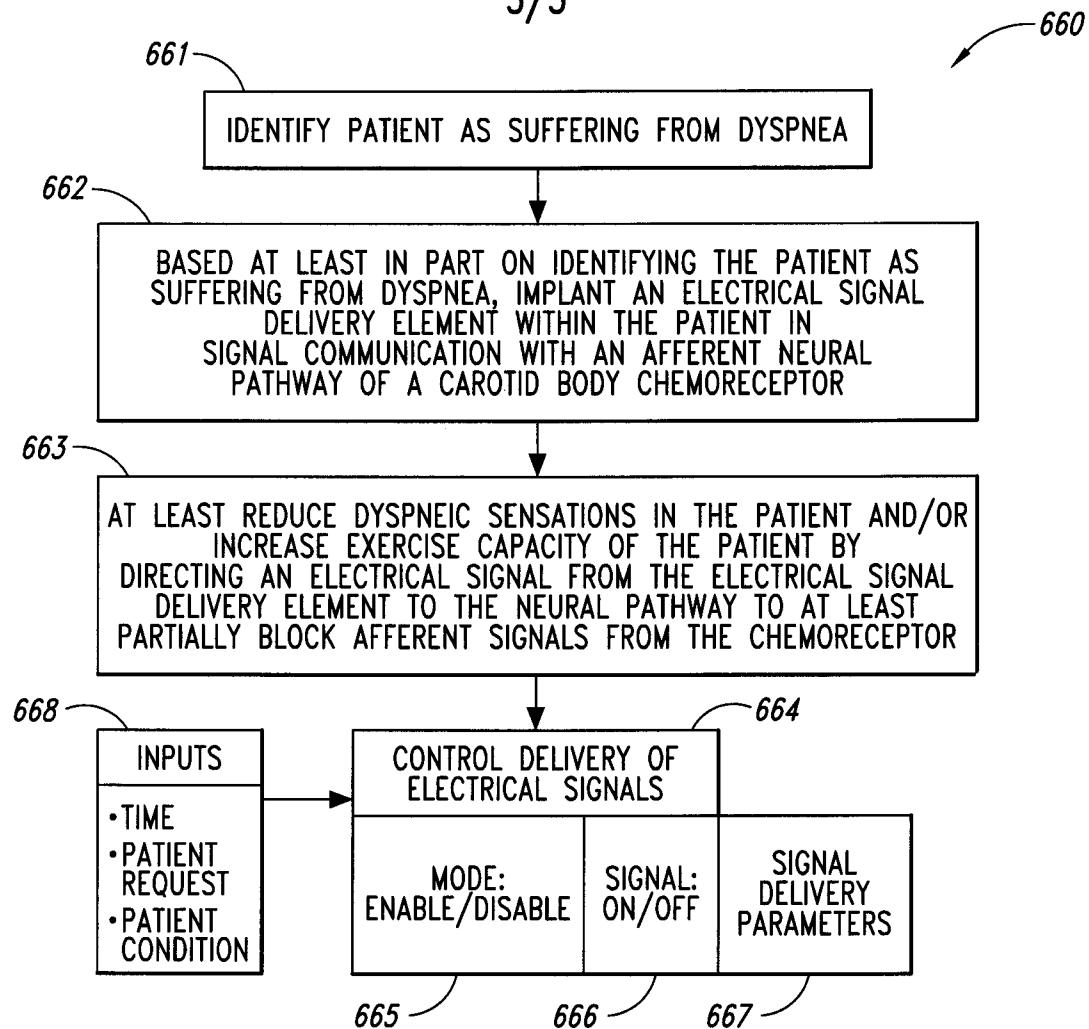 5/5
660
661
IDENTIFY PATIENT AS SUFFERING FROM DYSPNEA
662
BASED AT LEAST IN PART ON IDENTIFYING THE PATIENT AS
SUFFERING FROM DYSPNEA, IMPLANT AN ELECTRICAL SIGNAL
DELIVERY ELEMENT WITHIN THE PATIENT IN
SIGNAL COMMUNICATION WITH AN AFFERENT NEURAL
PATHWAY OF A CAROTID BODY CHEMORECEPTOR
663
AT LEAST REDUCE DYSPNEIC SENSATIONS IN THE PATIENT AND/OR
INCREASE EXERCISE CAPACITY OF THE PATIENT BY
DIRECTING AN ELECTRICAL SIGNAL FROM THE ELECTRICAL SIGNAL
DELIVERY ELEMENT TO THE NEURAL PATHWAY TO AT LEAST
PARTIALLY BLOCK AFFERENT SIGNALS FROM THE CHEMORECEPTOR
668
INPUTS
•TIME
•PATIENT
REQUEST
•PATIENT
CONDITION
664
CONTROL DELIVERY OF
ELECTRICAL SIGNALS
MODE:
ENABLE/DISABLE
SIGNAL:
ON/OFF
SIGNAL
DELIVERY
PARAMETERS
665
666
667